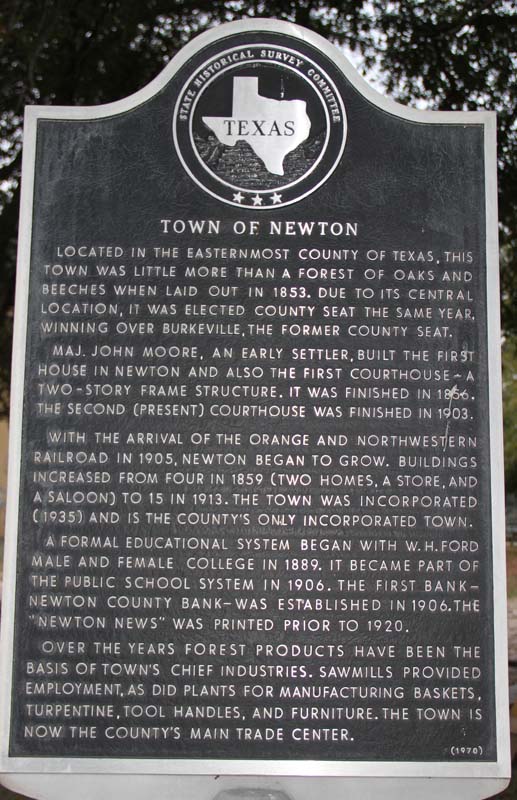 STATE HISTORICAL SURVEY COMMITTEE
TEXAS
TOWN OF NEWTON
LOCATED IN THE EASTERNMOST COUNTY OF TEXAS, THIS
TOWN WAS LITTLE MORE THAN A FOREST OF OAKS AND
BEECHES WHEN LAID OUT IN 1853. DUE TO ITS CENTRAL
LOCATION, IT WAS ELECTED COUNTY SEAT THE SAME YEAR,
WINNING OVER BURKEVILLE, THE FORMER COUNTY SEAT.
MAJ. JOHN MOORE, AN EARLY SETTLER, BUILT THE FIRST
HOUSE IN NEWTON AND ALSO THE FIRST COURTHOUSE-A
TWO-STORY FRAME STRUCTURE. IT WAS FINISHED IN
THE SECOND (PRESENT) COURTHOUSE WAS FINISHED IN 1903.
WITH THE ARRIVAL OF THE ORANGE AND NORTHWESTERN
RAILROAD IN 1905, NEWTON BEGAN TO GROW. BUILDINGS
INCREASED FROM FOUR IN 1859 (TWO HOMES, A STORE, AND
A SALOON) TO 15 IN 1913. THE TOWN WAS INCORPORATED
(1935) AND IS THE COUNTY'S ONLY INCORPORATED TOWN.
A FORMAL EDUCATIONAL SYSTEM BEGAN WITH W. H. FORD
MALE AND FEMALE COLLEGE IN 1889. IT BECAME PART OF
THE PUBLIC SCHOOL SYSTEM IN 1906. THE FIRST BANK-
NEWTON COUNTY BANK-WAS ESTABLISHED IN 1906. THE
"NEWTON NEWS" WAS PRINTED PRIOR TO 1920.
OVER THE YEARS FOREST PRODUCTS HAVE BEEN THE
BASIS OF TOWN'S CHIEF INDUSTRIES. SAWMILLS PROVIDED
EMPLOYMENT, AS DID PLANTS FOR MANUFACTURING BASKETS,
TURPENTINE, TOOL HANDLES, AND FURNITURE. THE TOWN IS
NOW THE COUNTY'S MAIN TRADE CENTER.
(1970)